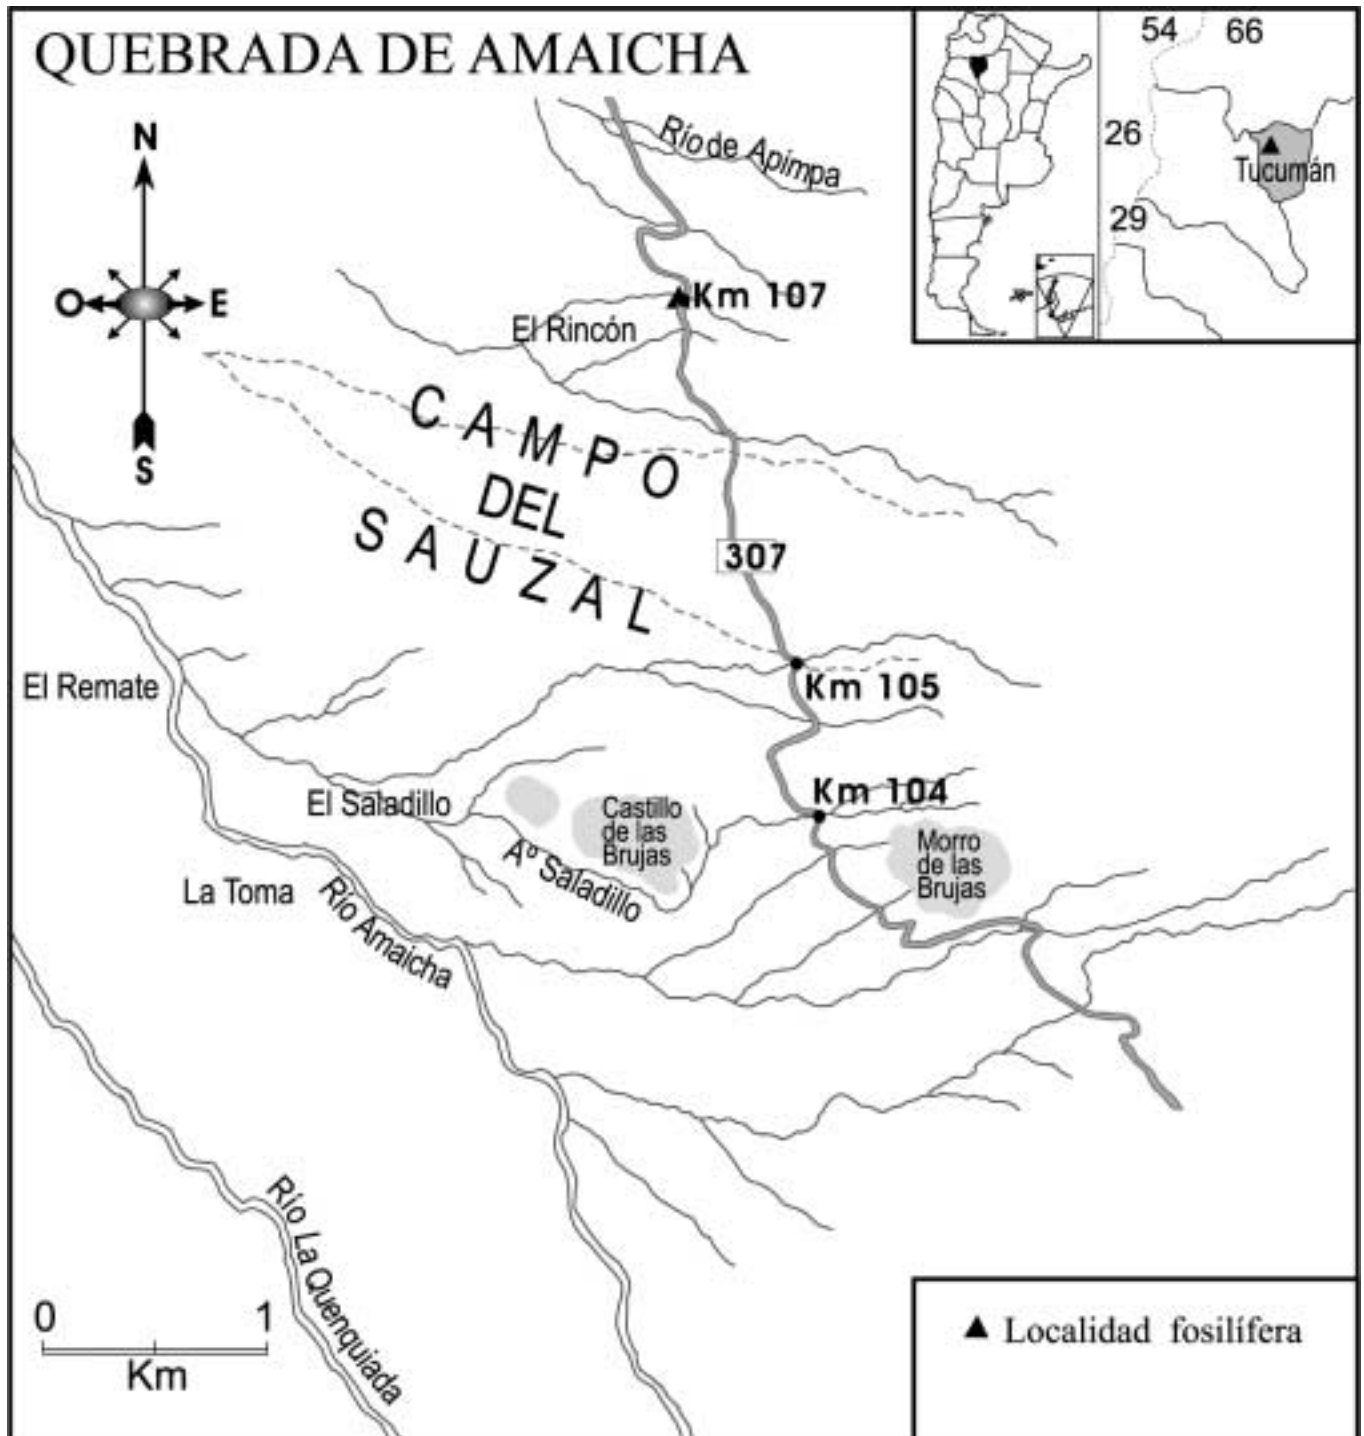 QUEBRADA DE AMAICHA
54 66
26
Tucumán
29
N
O E
S
Río de Apimpa
Km 107
El Rincón
CAMPO
DEL
SAUZAL
307
El Remate
Km 105
El Saladillo
Castillo
de las
Brujas
Km 104
Morro
de las
Brujas
Aº Saladillo
La Toma
Río Amaicha
Río La Quenquiada
0 1
Km
▲ Localidad fosilífera